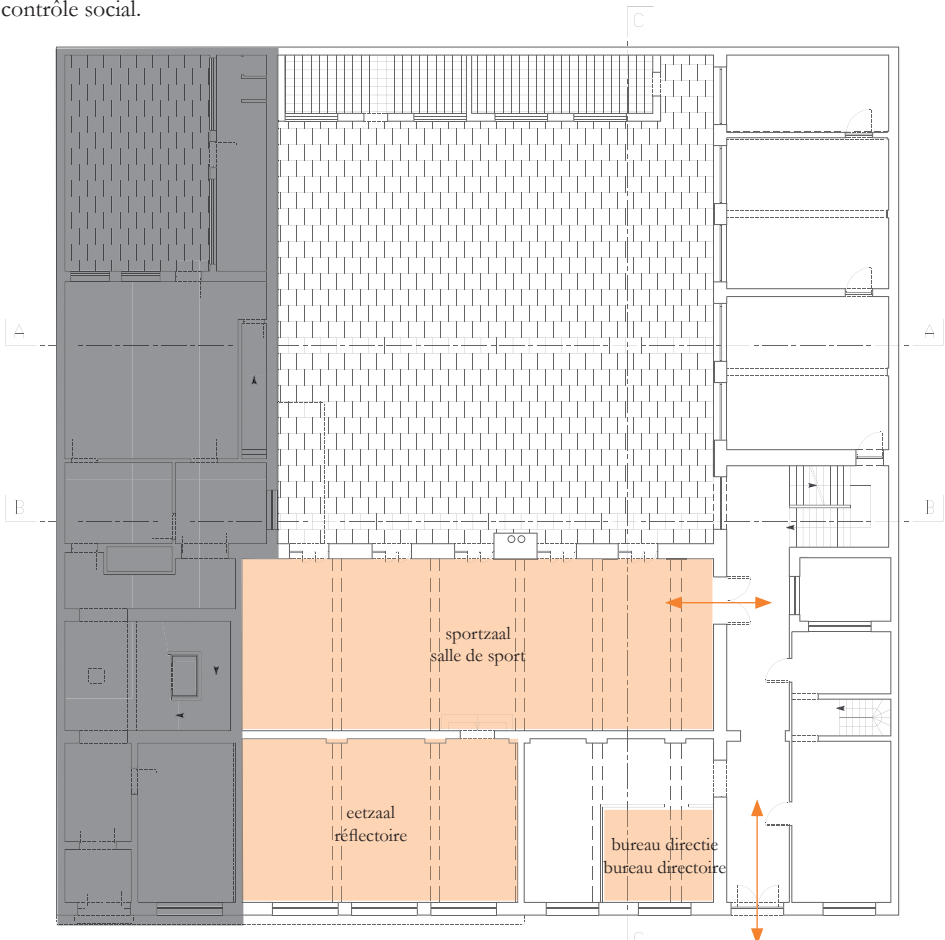 contrôle social.
C
A
A
B
B
sportzaal
salle de sport
eetzaal
réflectoire
bureau directie
bureau directoire
C